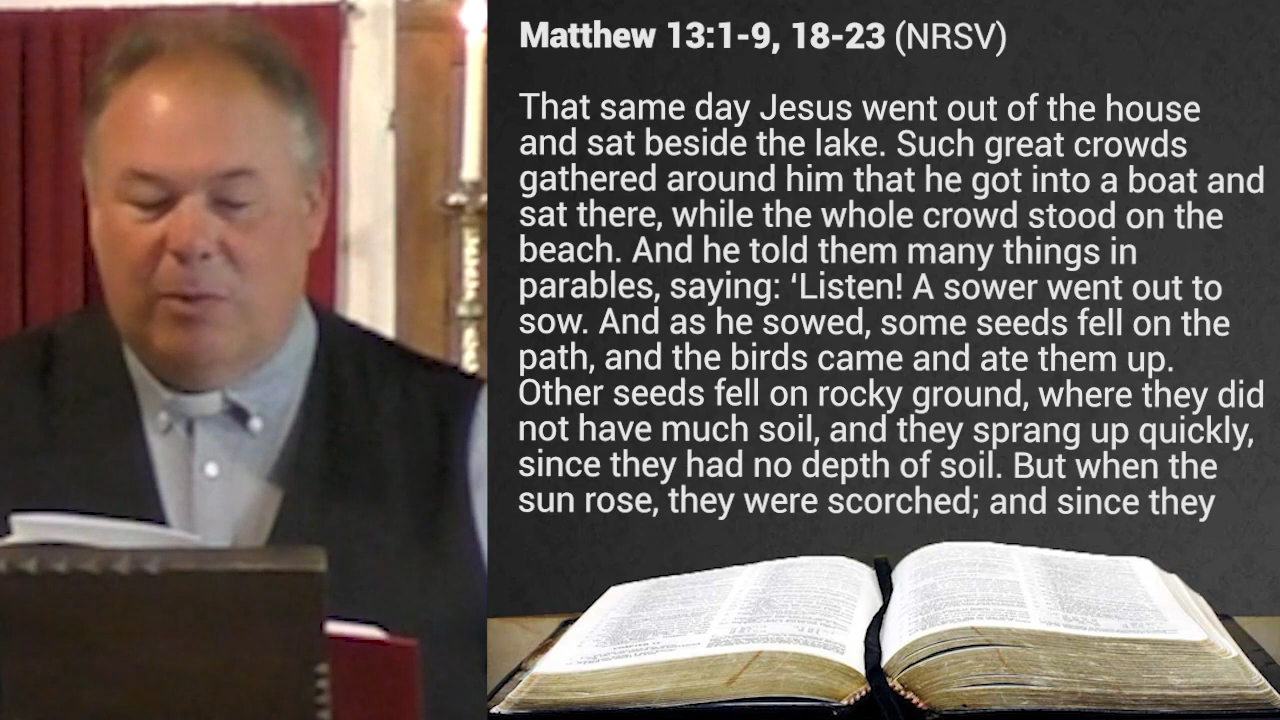 Matthew 13:1-9, 18-23 (NRSV)
That same day Jesus went out of the house
and sat beside the lake. Such great crowds
gathered around him that he got into a boat and
sat there, while the whole crowd stood on the
beach. And he told them many things in
parables, saying: ‘Listen! A sower went out to
sow. And as he sowed, some seeds fell on the
path, and the birds came and ate them up.
Other seeds fell on rocky ground, where they did
not have much soil, and they sprang up quickly,
since they had no depth of soil. But when the
sun rose, they were scorched; and since they